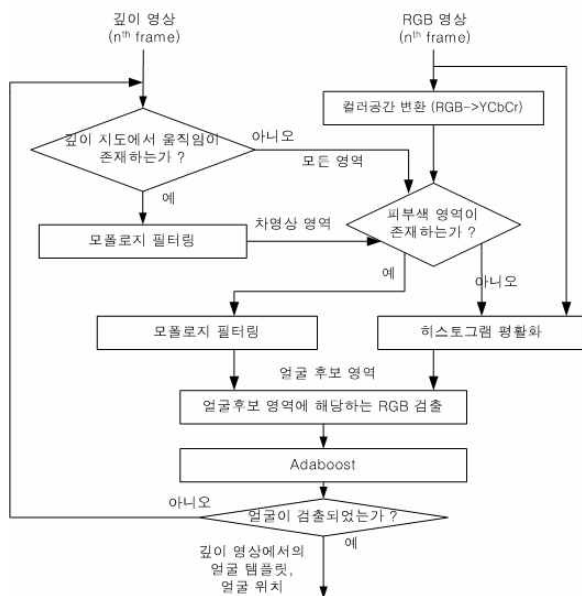 깊이 영상
(nth frame)
RGB 영상
(nth frame)
컬러공간 변환 (RGB->YCbCr)
깊이 지도에서 움직임이
존재하는가 ?
아니오
모든 영역
예
피부색 영역이
존재하는가 ?
모폴로지 필터링
차영상 영역
예
아니오
모폴로지 필터링
히스토그램 평활화
얼굴 후보 영역
얼굴후보 영역에 해당하는 RGB 검출
Adaboost
아니오
얼굴이 검출되었는가 ?
예
깊이 영상에서의
얼굴 템플릿,
얼굴 위치